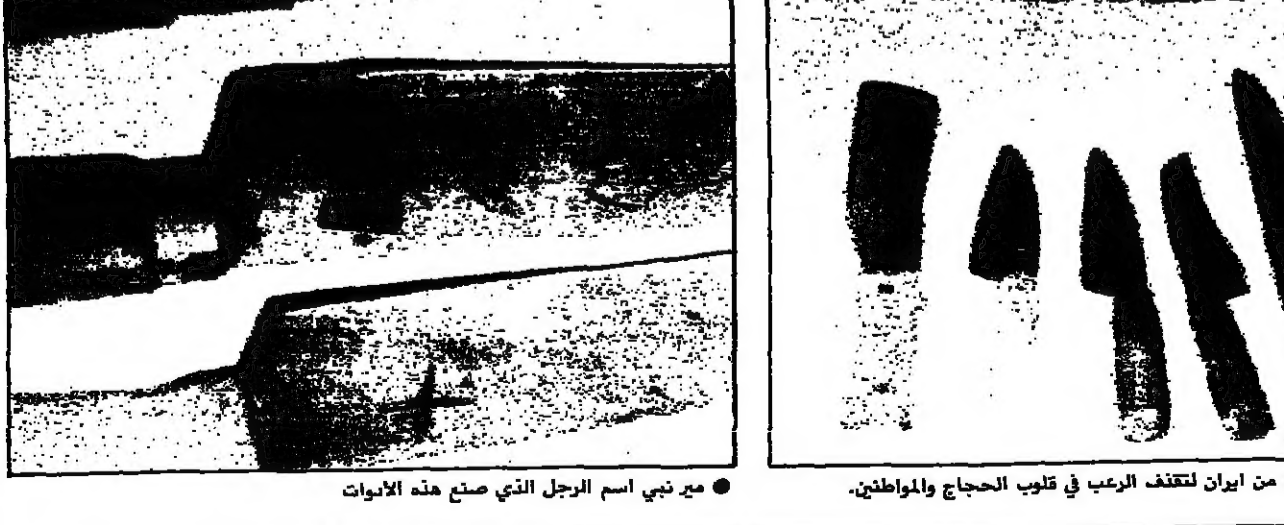 من ايران لتقذف الرعب في قلوب الحجاج والمواطنين.
● مير نبي اسم الرجل الذي صنع هذه الادوات